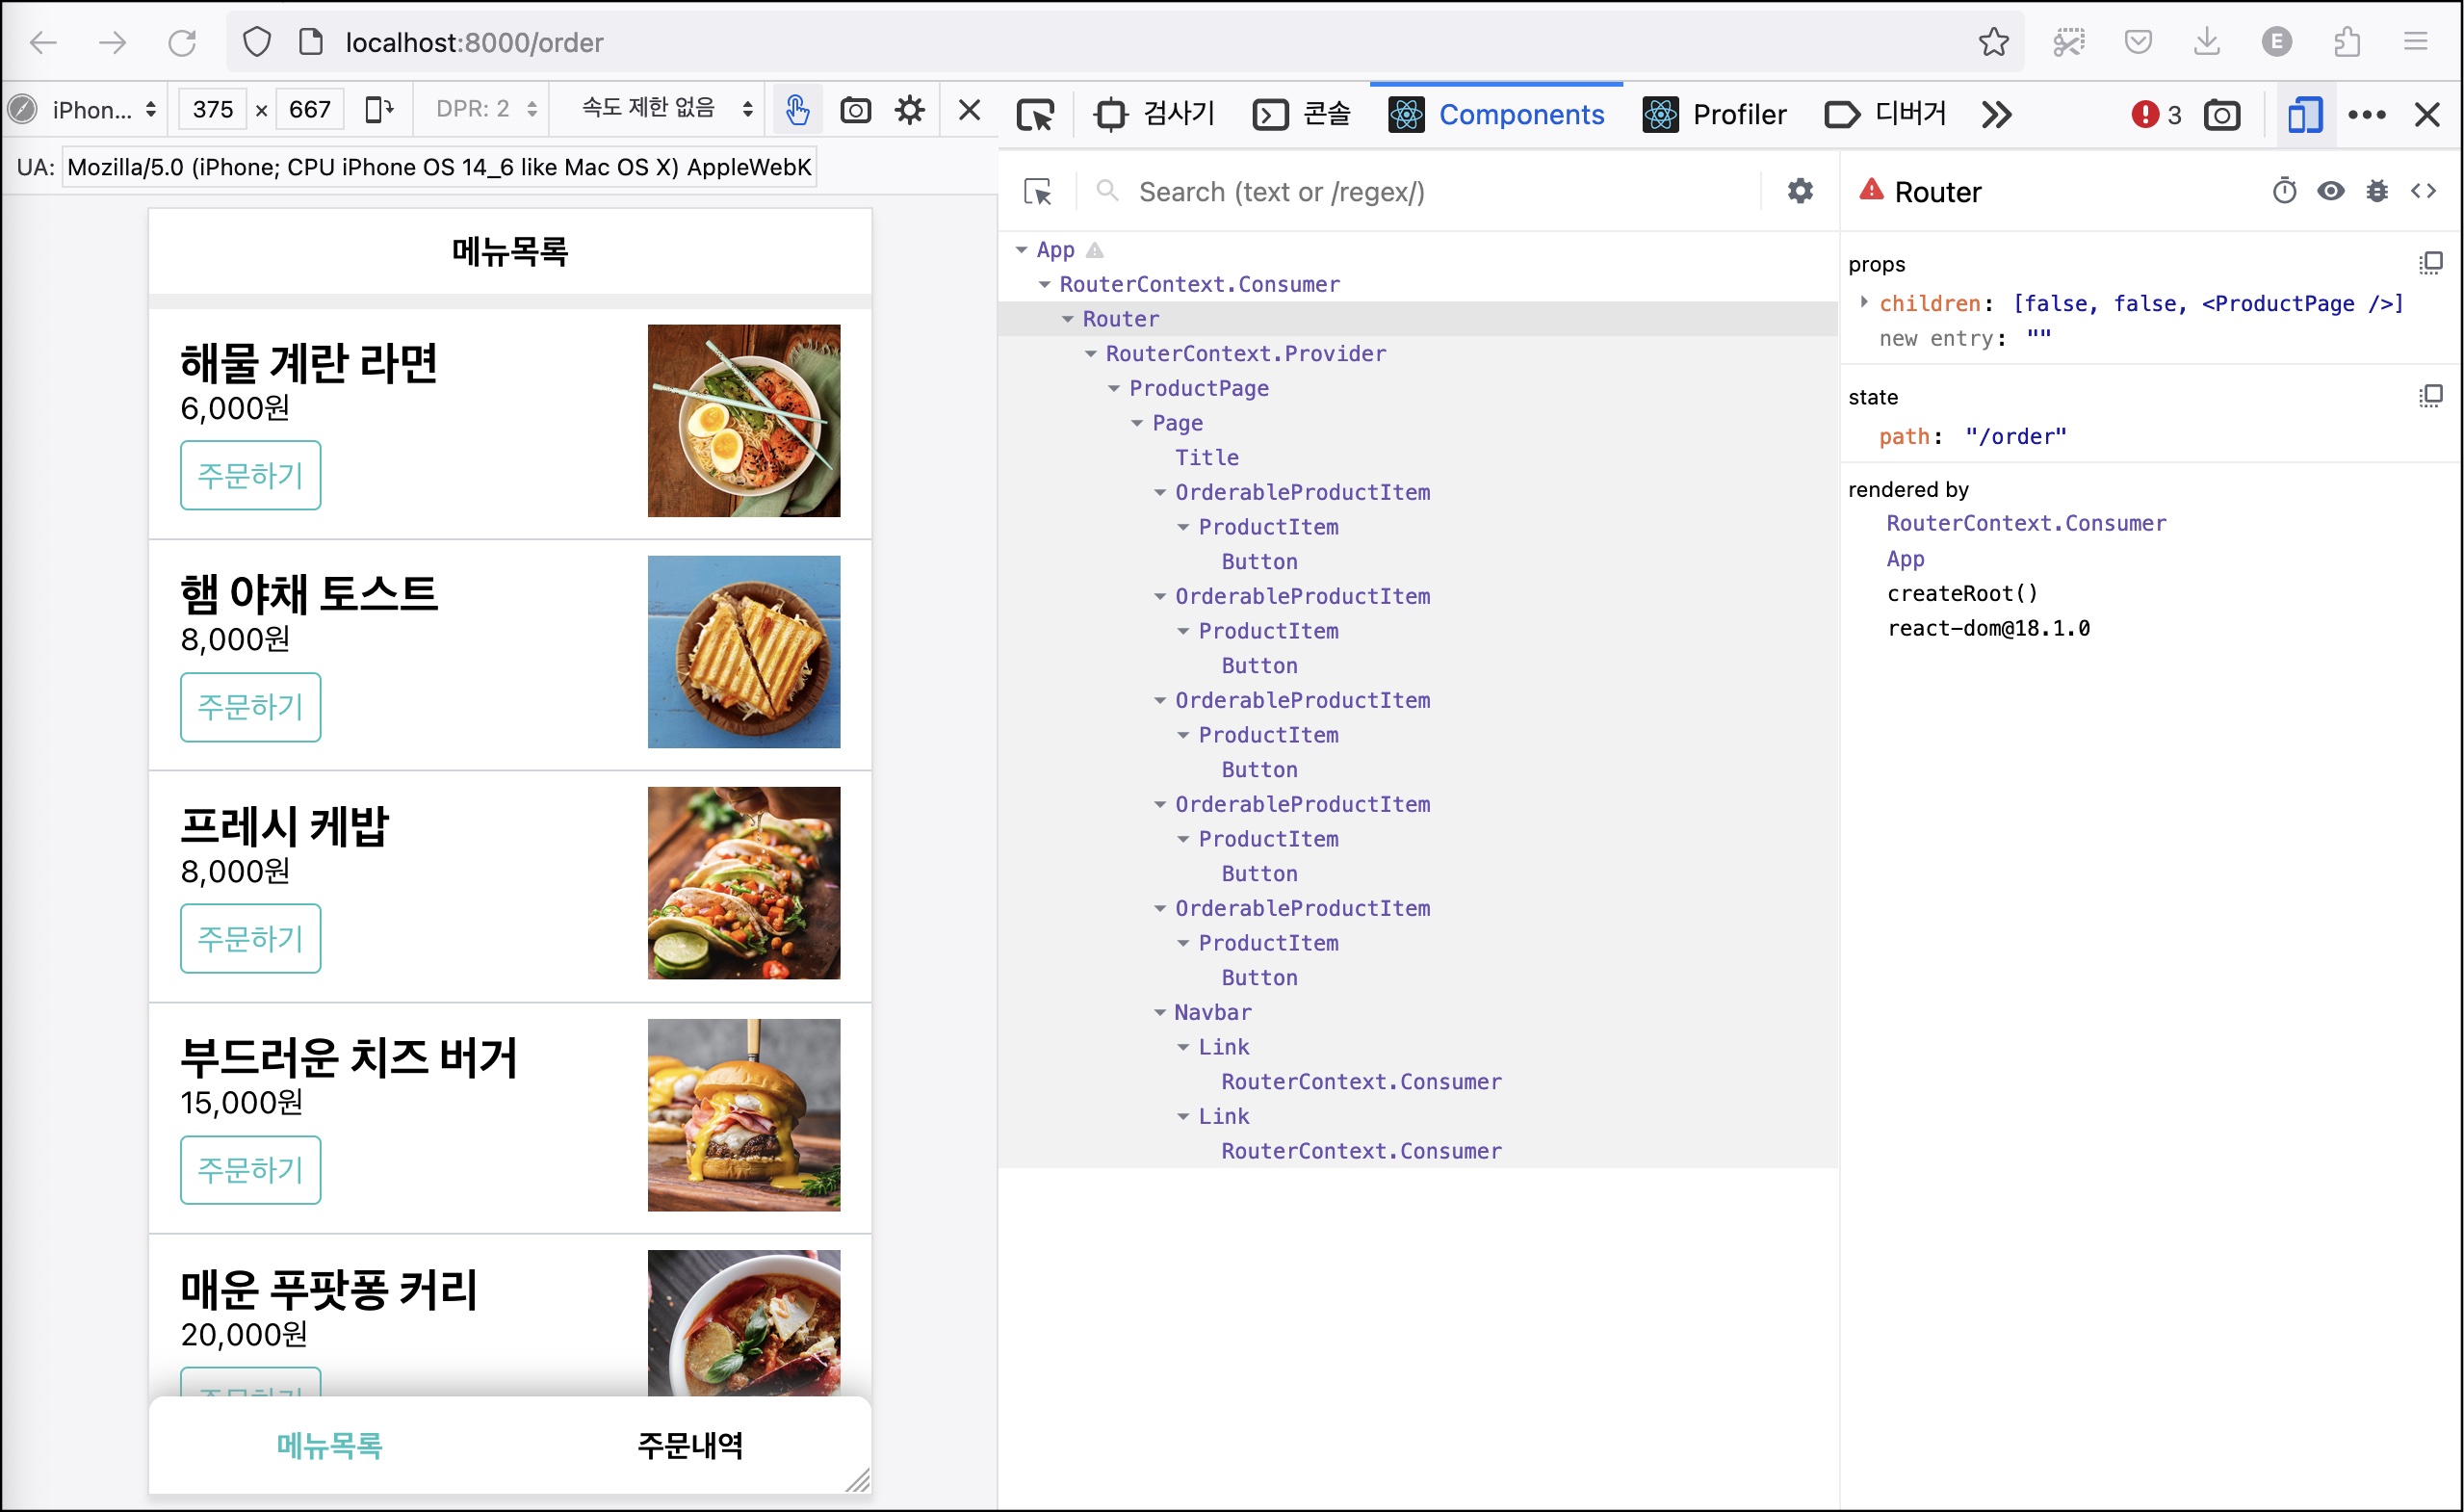 localhost:8000/order
E
iPhon...
375 × 667
DPR: 2
속도 제한 없음
검사기
콘솔
Components
Profiler
디버거
3
UA: Mozilla/5.0 (iPhone; CPU iPhone OS 14_6 like Mac OS X) AppleWebK
메뉴목록
해물 계란 라면
6,000원
주문하기
햄 야채 토스트
8,000원
주문하기
프레시 케밥
8,000원
주문하기
부드러운 치즈 버거
15,000원
주문하기
매운 푸팟퐁 커리
20,000원
주문하기
메뉴목록
주문내역
Search (text or /regex/)
App
RouterContext.Consumer
Router
RouterContext.Provider
ProductPage
Page
Title
OrderableProductItem
ProductItem
Button
OrderableProductItem
ProductItem
Button
OrderableProductItem
ProductItem
Button
OrderableProductItem
ProductItem
Button
OrderableProductItem
ProductItem
Button
Navbar
Link
RouterContext.Consumer
Link
RouterContext.Consumer
Router
props
children: [false, false, <ProductPage />]
new entry: ""
state
path: "/order"
rendered by
RouterContext.Consumer
App
createRoot()
react-dom@18.1.0